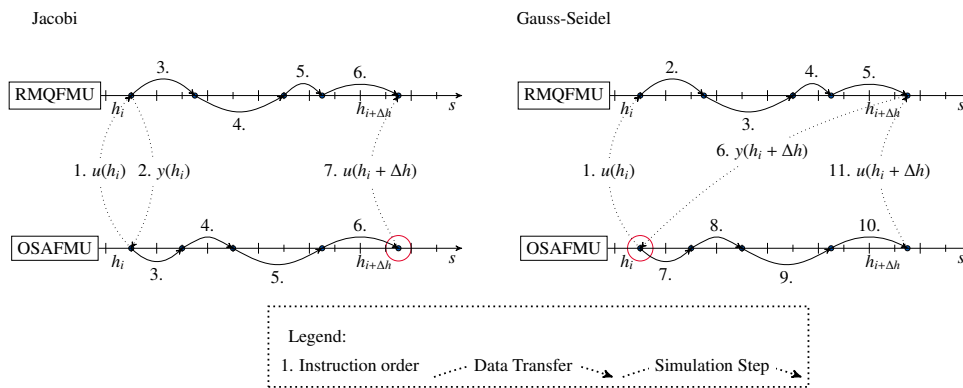 Jacobi
3. 5. 6.
RMQFMU
h_i h_{i+Δh} s
4.
1. u(h_i) 2. y(h_i) 7. u(h_i + Δh)
4. 6.
OSAFMU
h_i h_{i+Δh} s
3. 5.
Gauss-Seidel
2. 4. 5.
RMQFMU
h_i h_{i+Δh} s
3.
6. y(h_i + Δh)
1. u(h_i) 11. u(h_i + Δh)
8. 10.
OSAFMU
h_i h_{i+Δh} s
7. 9.
Legend:
1. Instruction order Data Transfer Simulation Step